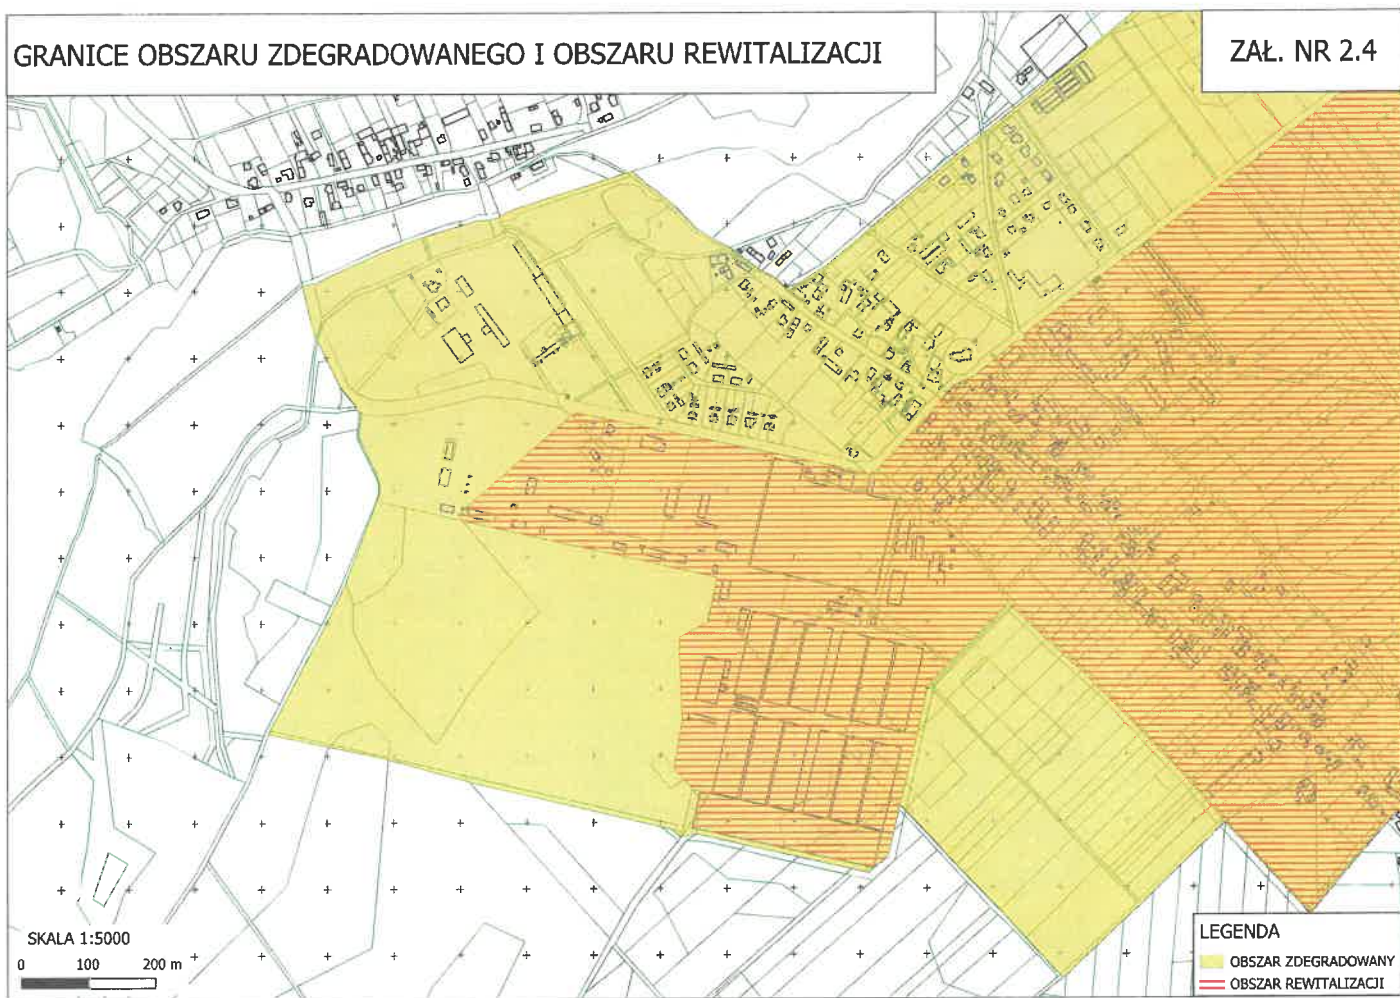 GRANICE OBSZARU ZDEGRADOWANEGO I OBSZARU REWITALIZACJI
ZAŁ. NR 2.4
SKALA 1:5000
0 100 200 m
LEGENDA
OBSZAR ZDEGRADOWANY
OBSZAR REWITALIZACJI